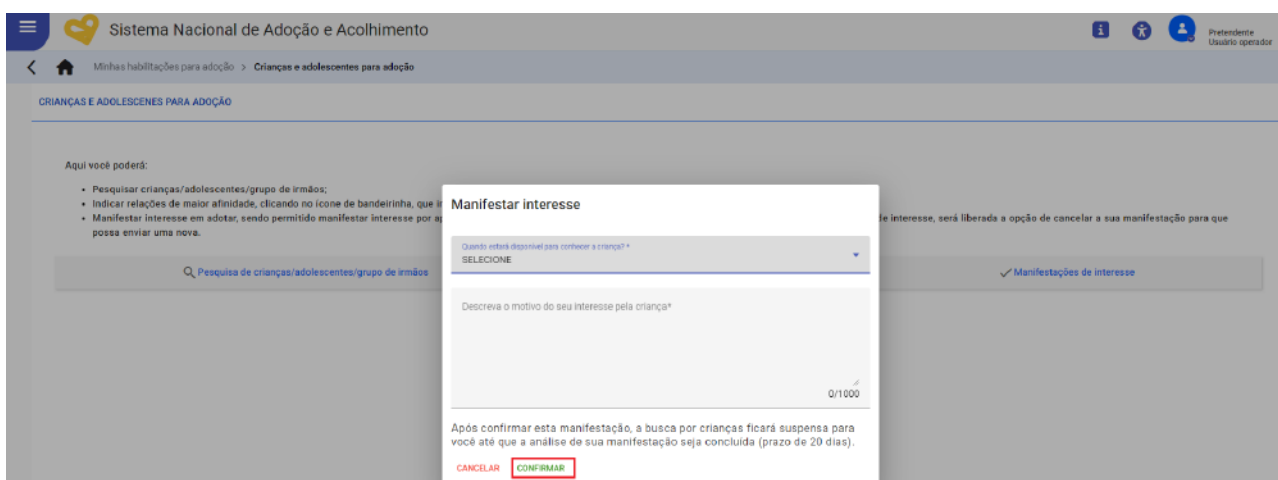 Sistema Nacional de Adoção e Acolhimento
Pretendente
Usuário operador
Minhas habilitações para adoção > Crianças e adolescentes para adoção
CRIANÇAS E ADOLESCENES PARA ADOÇÃO
Aqui você poderá:
• Pesquisar crianças/adolescentes/grupo de irmãos;
• Indicar relações de maior afinidade, clicando no ícone de bandeirinha, que
• Manifestar interesse em adotar, sendo permitido manifestar interesse por
de interesse, será liberada a opção de cancelar a sua manifestação para que
possa enviar uma nova.
Pesquisa de crianças/adolescentes/grupo de irmãos
Manifestações de interesse
Manifestar interesse
Quando estará disponível para conhecer a criança? *
SELECIONE
Descreva o motivo do seu interesse pela criança*
0/1000
Após confirmar esta manifestação, a busca por crianças ficará suspensa para
você até que a análise de sua manifestação seja concluída (prazo de 20 dias).
CANCELAR CONFIRMAR